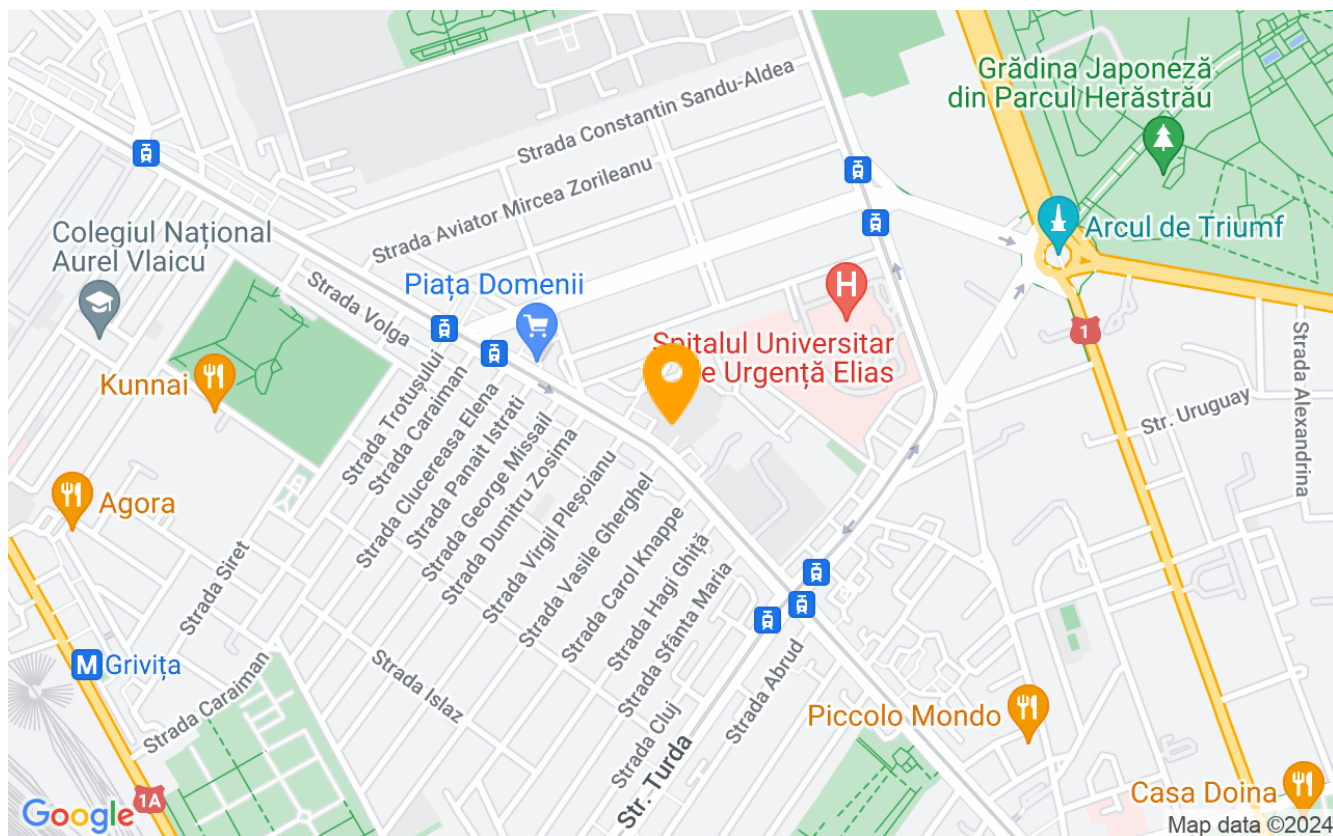 Grădina Japoneză
din Parcul Herăstrău
Strada Constantin Sandu-Aldea
Strada Aviator Mircea Zorileanu
Arcul de Triumf
Colegiul Național
Aurel Vlaicu
Strada Volga
Piața Domenii
H
Spitalul Universitar
e Urgență Elias
1
Strada Alexandrina
Str. Uruguay
Kunnai
Strada Trotușului
Strada Caraiman
Strada Clucereasa Elena
Strada Panait Istrati
Strada George Missail
Strada Dumitru Zosima
Strada Virgil Pleșoianu
Strada Vasile Gherghel
Strada Carol Knappe
Strada Hagi Ghiță
Strada Sfânta Maria
Agora
Strada Siret
M Grivița
Strada Caraiman
Strada Islaz
Strada Cluj
Str. Turda
Strada Abrud
Piccolo Mondo
Casa Doina
1A
Google
Map data ©2024